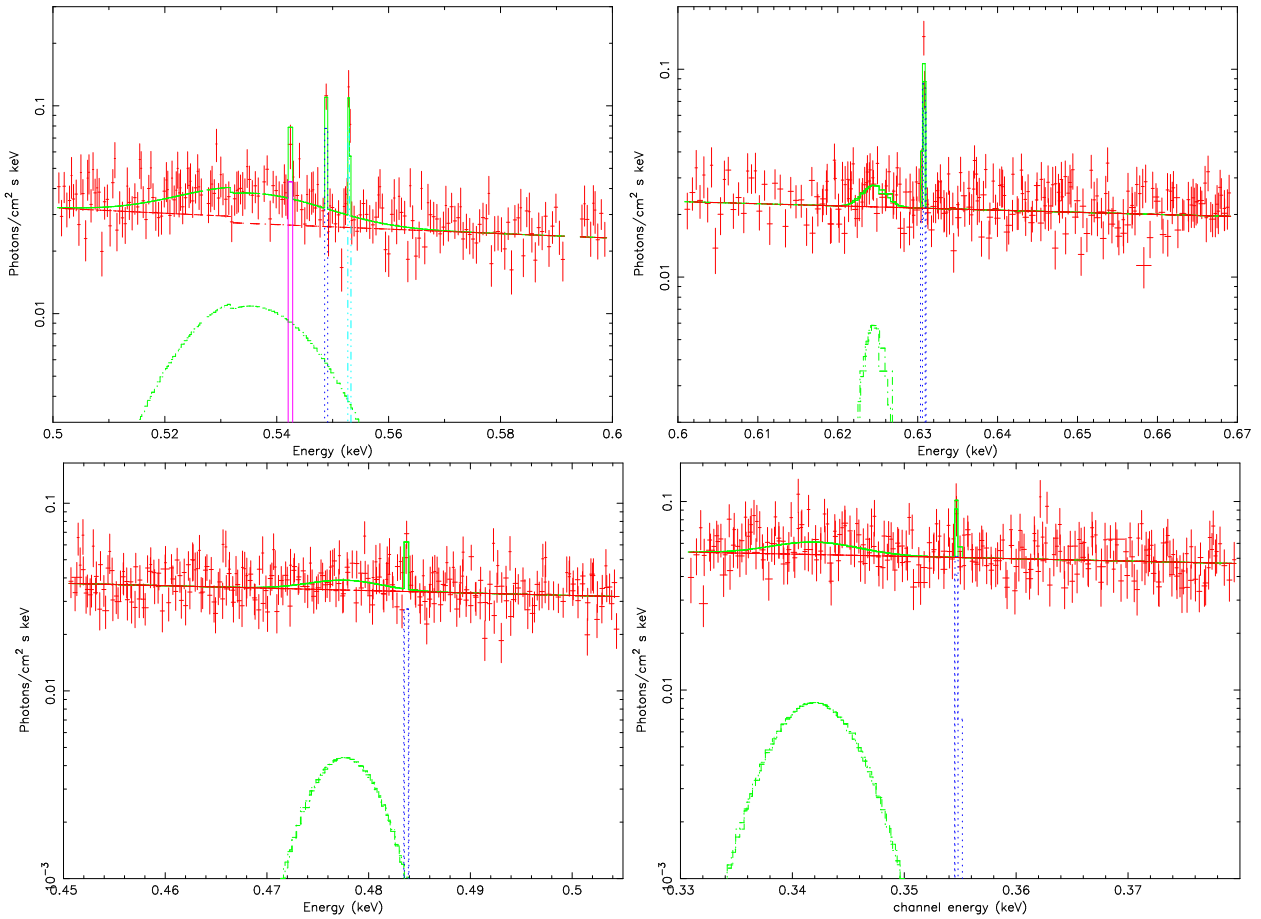 0.1
0.01
Photons/cm² s keV
0.5 0.52 0.54 0.56 0.58 0.6
Energy (keV)
0.1
0.01
Photons/cm² s keV
0.6 0.61 0.62 0.63 0.64 0.65 0.66 0.67
Energy (keV)
0.1
0.01
10⁻³
Photons/cm² s keV
0.45 0.46 0.47 0.48 0.49 0.5
Energy (keV)
0.1
0.01
10⁻³
Photons/cm² s keV
0.33 0.34 0.35 0.36 0.37
channel energy (keV)